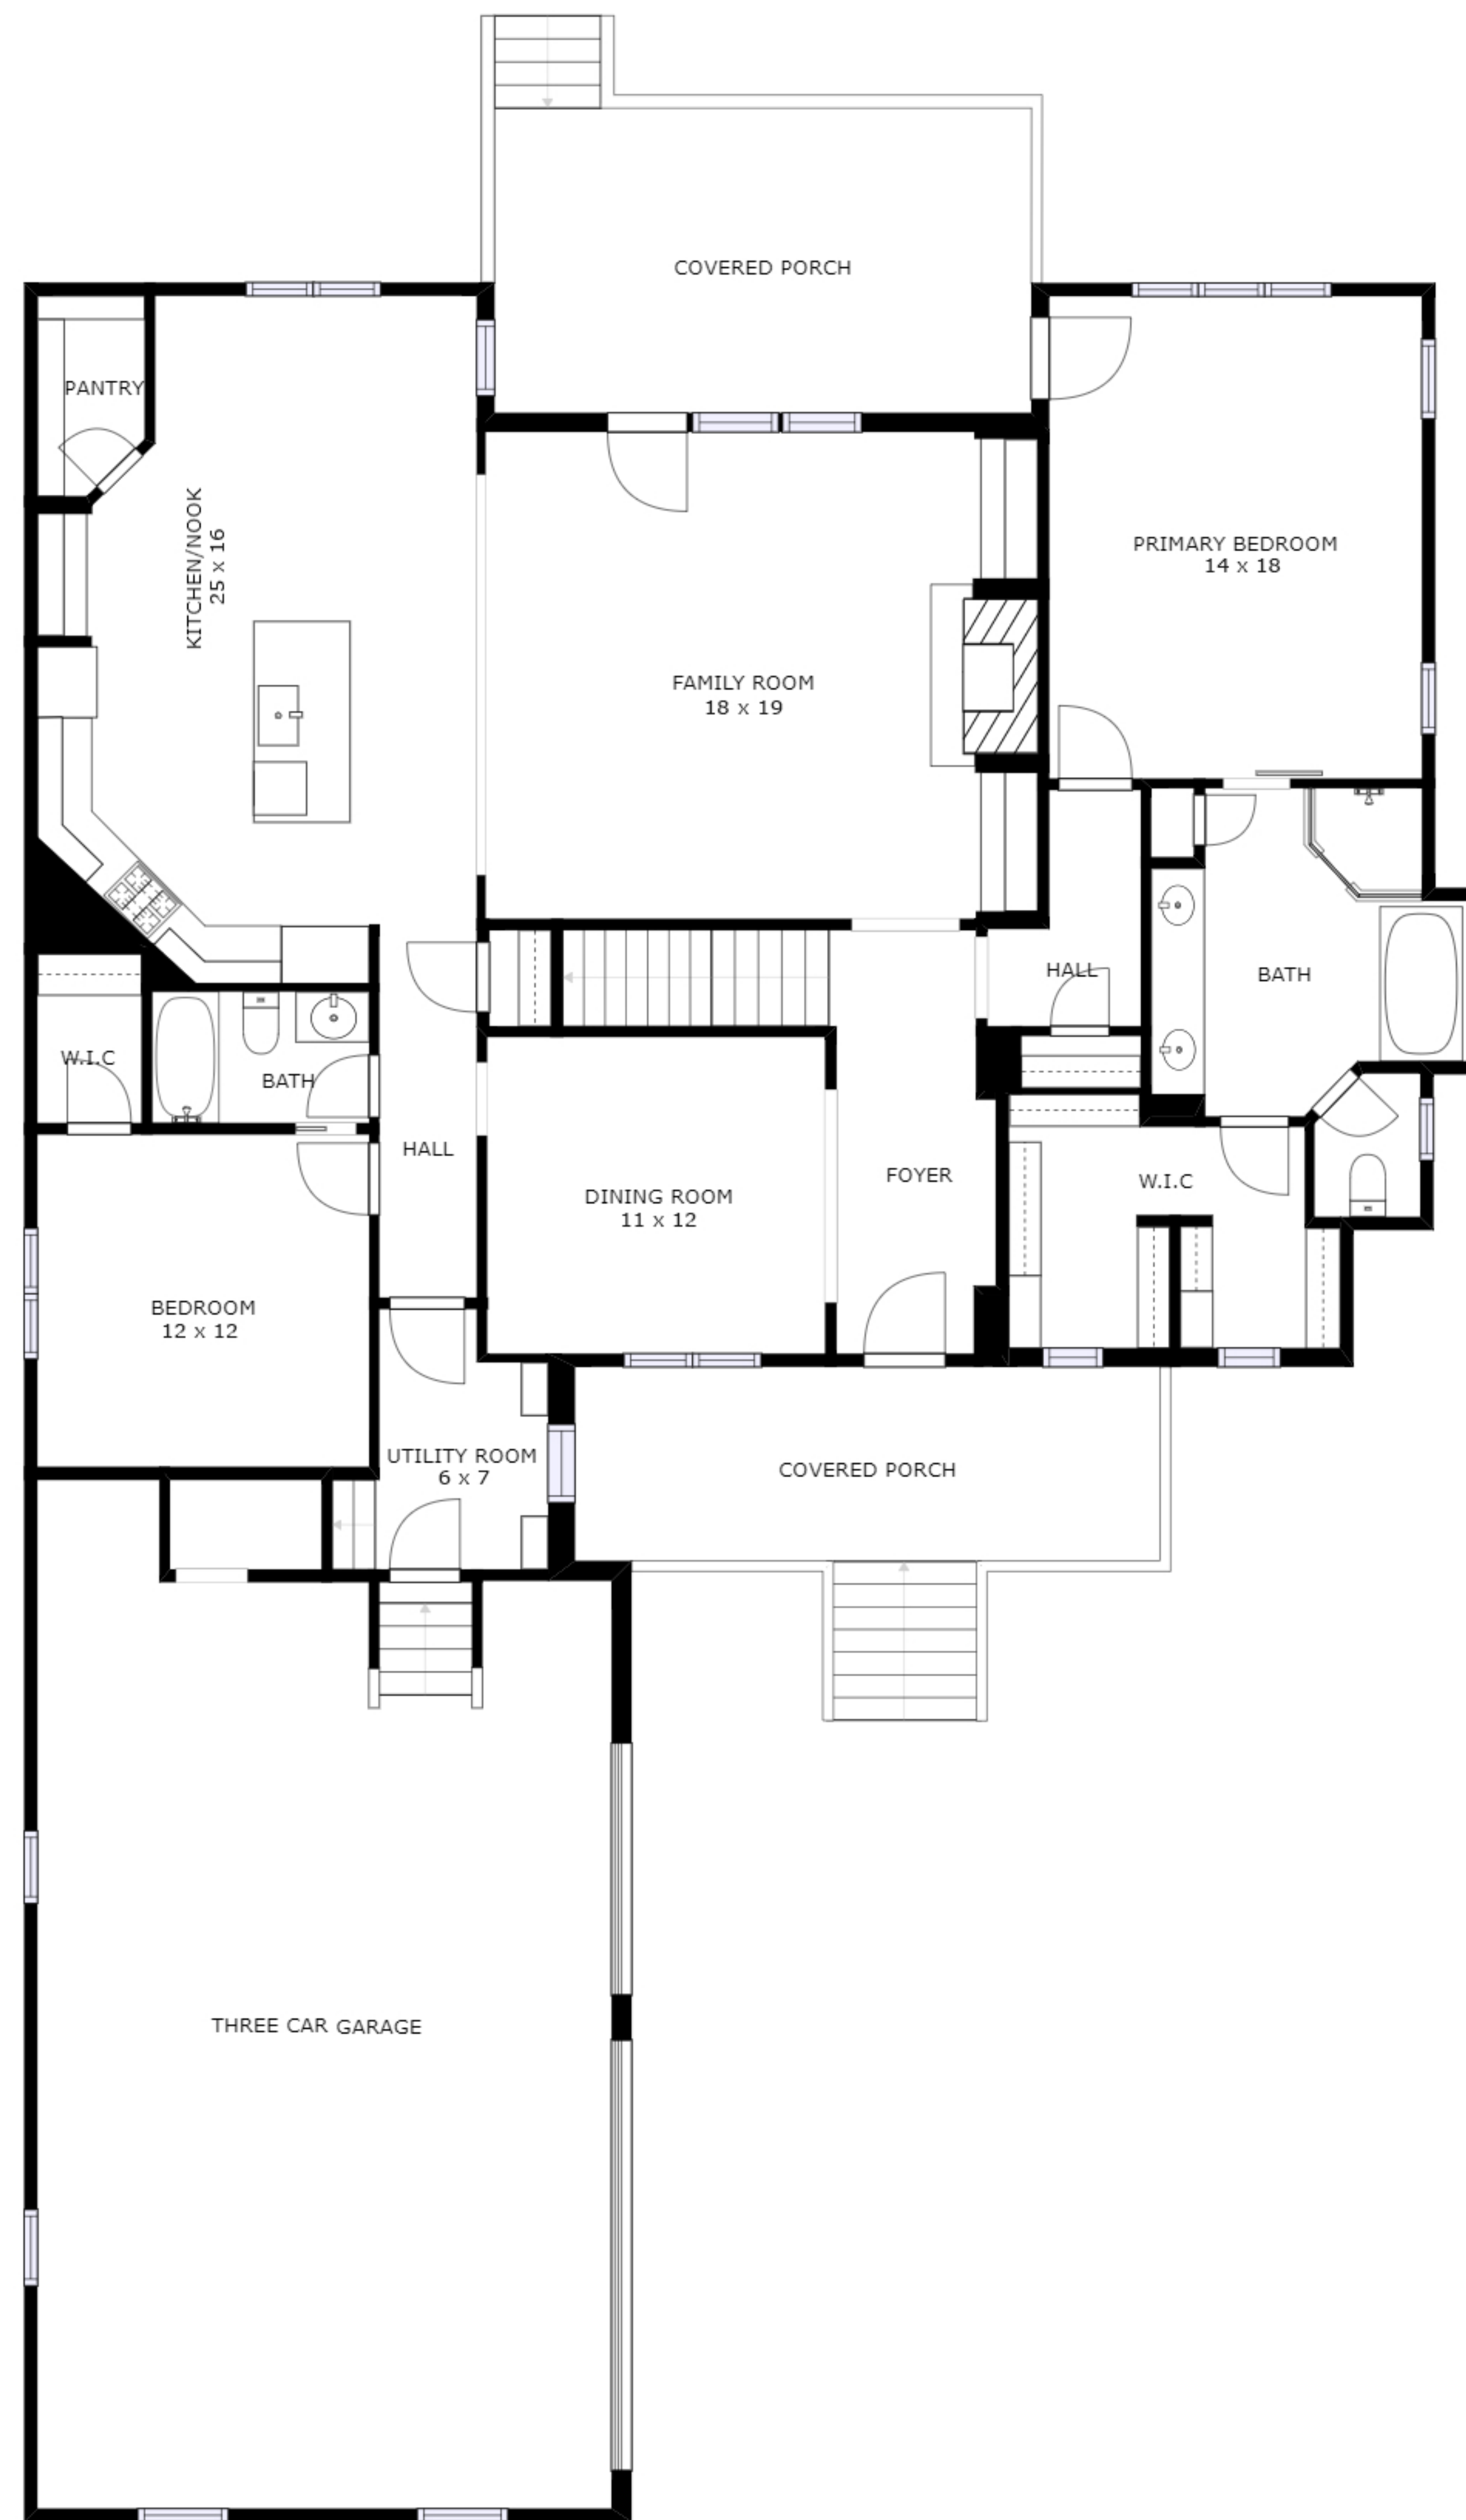 COVERED PORCH
PANTRY
KITCHEN/NOOK
25 x 16
PRIMARY BEDROOM
14 x 18
FAMILY ROOM
18 x 19
HALL
BATH
W.I.C
BATH
HALL
FOYER
W.I.C
DINING ROOM
11 x 12
BEDROOM
12 x 12
UTILITY ROOM
6 x 7
COVERED PORCH
THREE CAR GARAGE